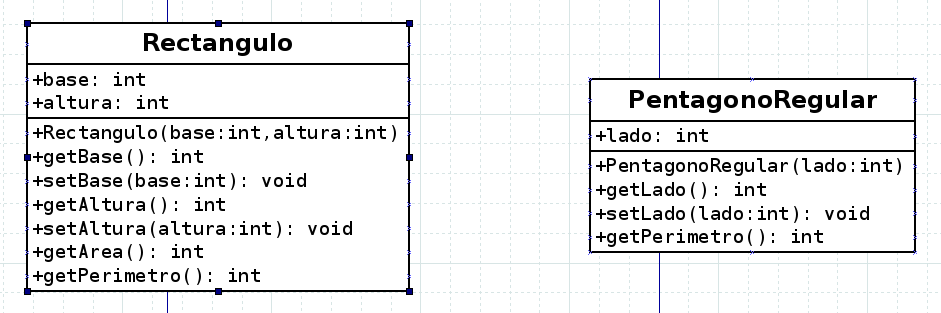 Rectangulo
+base: int
+altura: int
+Rectangulo(base:int,altura:int)
+getBase(): int
+setBase(base:int): void
+getAltura(): int
+setAltura(altura:int): void
+getArea(): int
+getPerimetro(): int
PentagonoRegular
+lado: int
+PentagonoRegular(lado:int)
+getLado(): int
+setLado(lado:int): void
+getPerimetro(): int